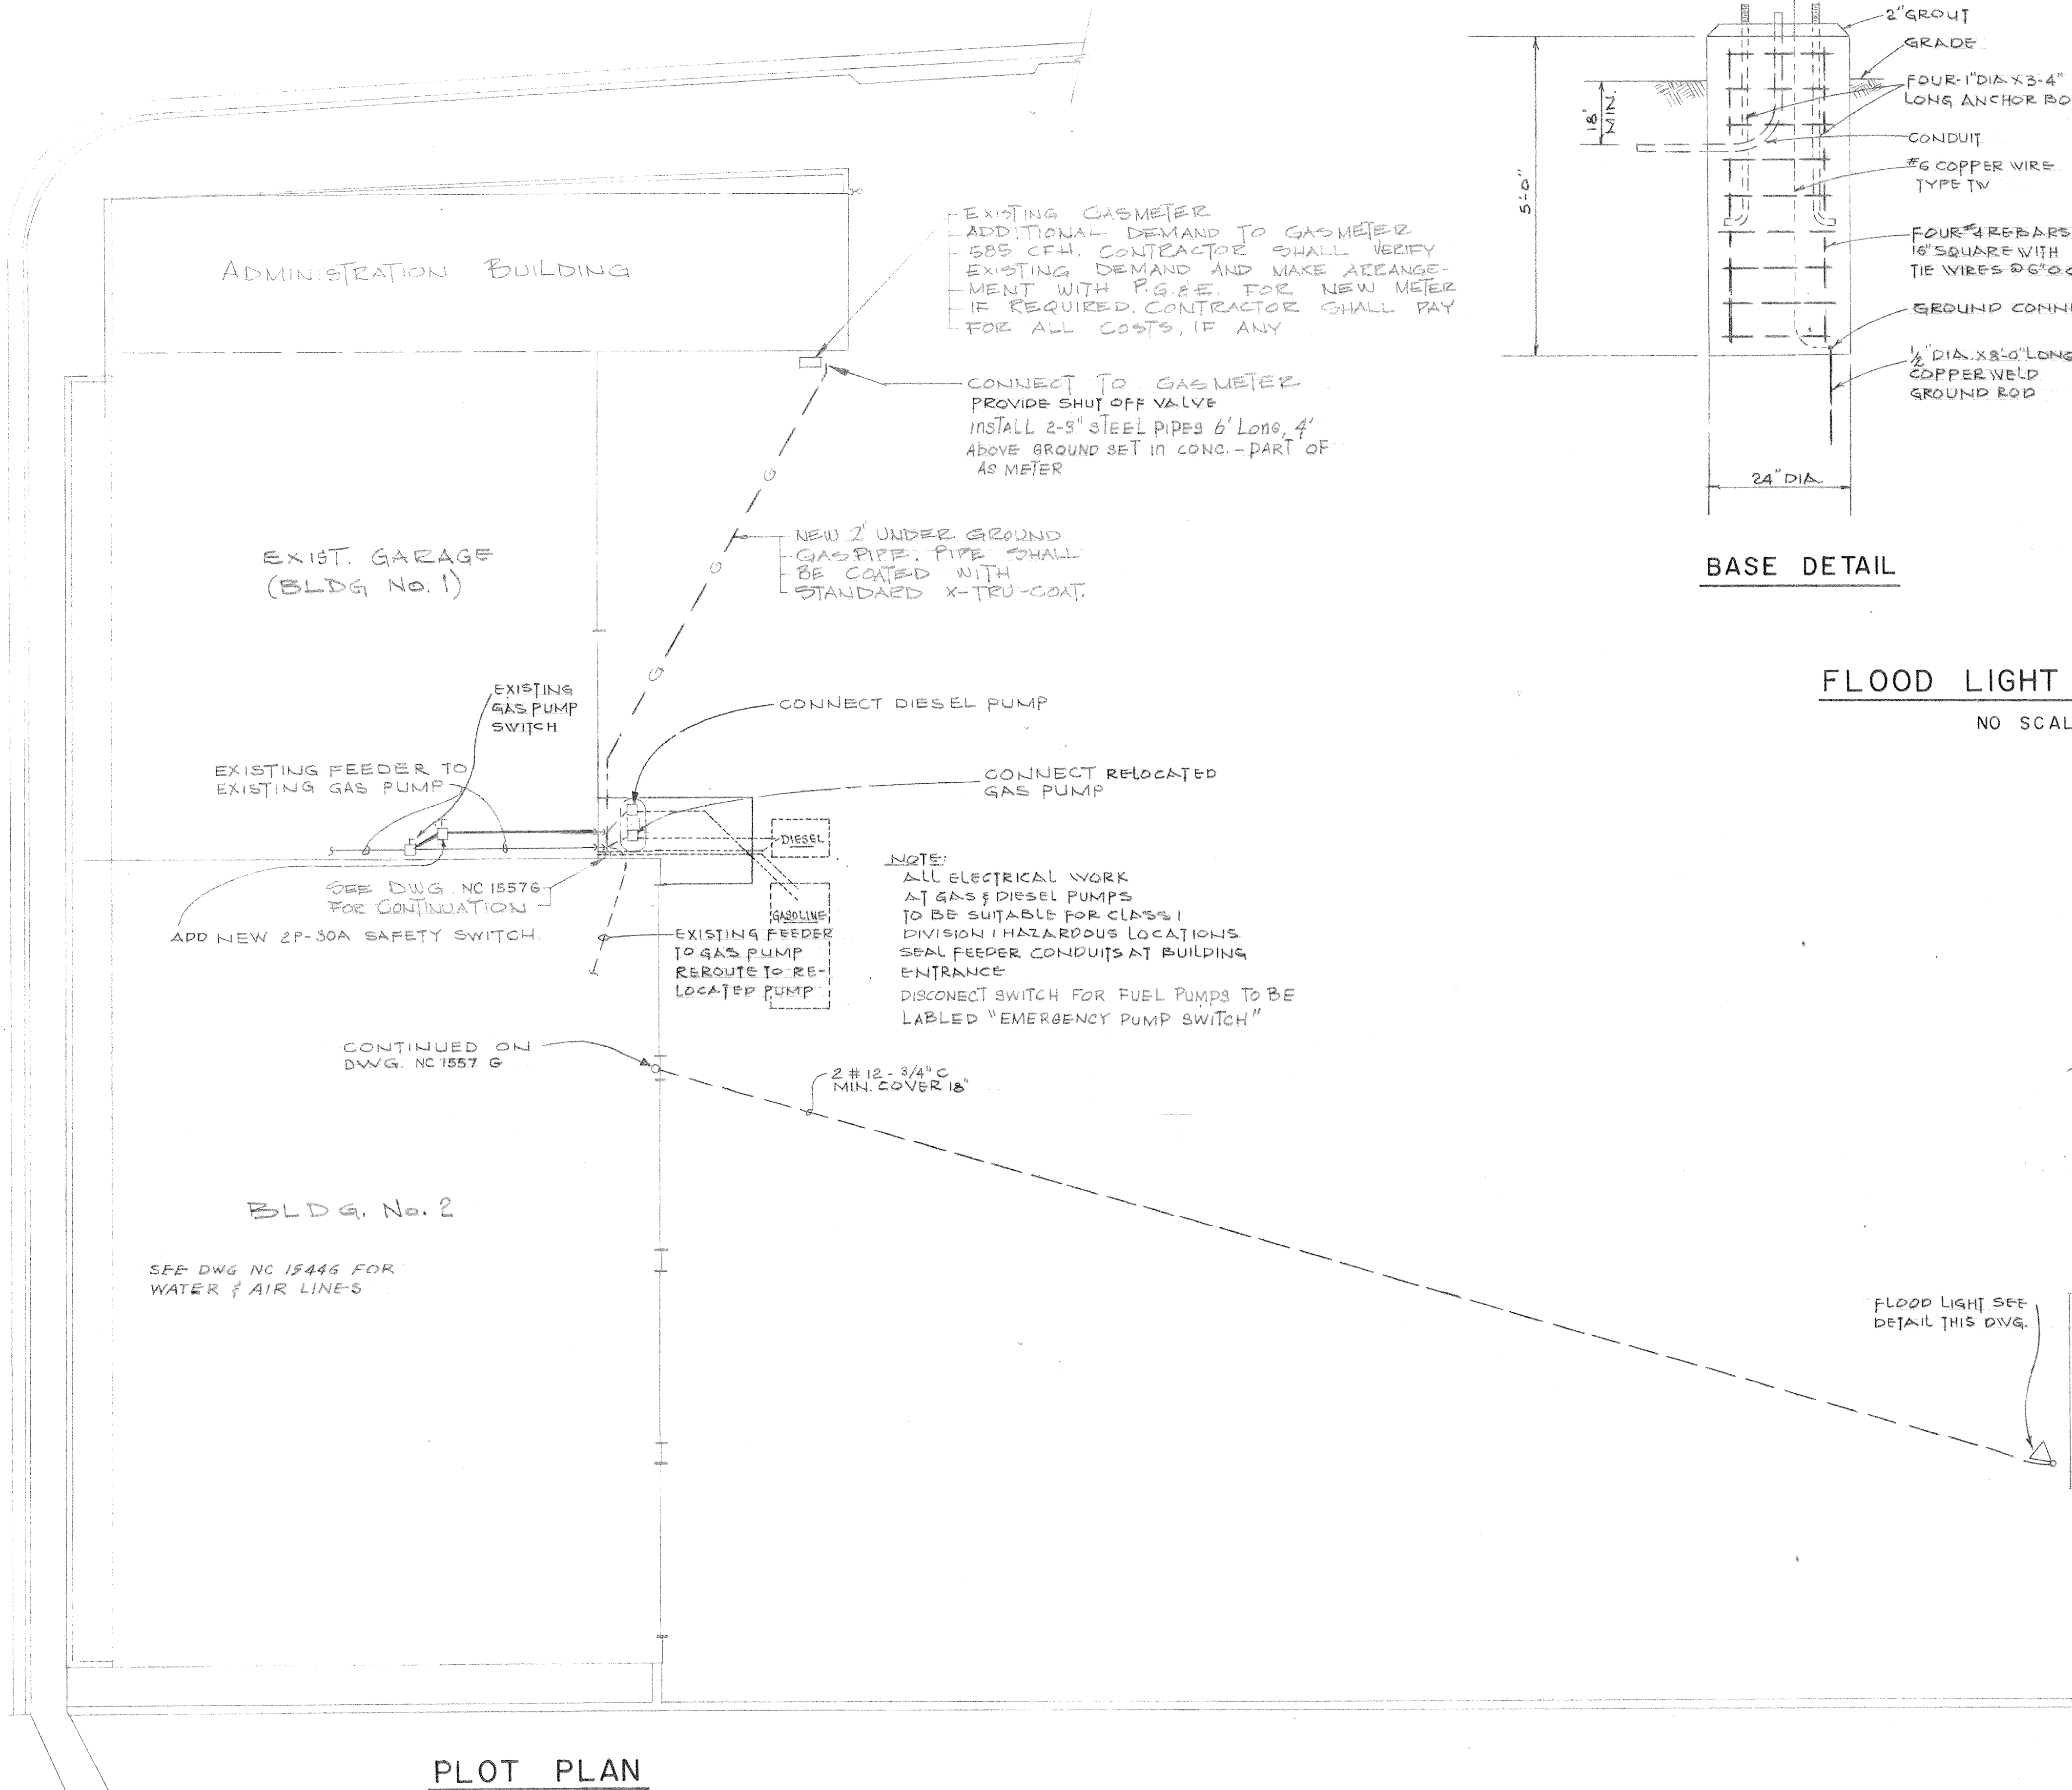 ADMINISTRATION BUILDING
EXISTING GASMETER
ADDITIONAL DEMAND TO GASMETER
585 CFH. CONTRACTOR SHALL VERIFY
EXISTING DEMAND AND MAKE ARRANGE-
MENT WITH P.G.&E. FOR NEW METER
IF REQUIRED. CONTRACTOR SHALL PAY
FOR ALL COSTS, IF ANY
CONNECT TO GAS METER
PROVIDE SHUT OFF VALVE
INSTALL 2-3" STEEL PIPES 6' LONG, 4'
ABOVE GROUND SET IN CONC. - PART OF
AS METER
G
NEW 2" UNDER GROUND
GAS PIPE. PIPE SHALL
BE COATED WITH
STANDARD X-TRU-COAT.
G
G
EXIST. GARAGE
(BLDG No. 1)
EXISTING
GAS PUMP
SWITCH
CONNECT DIESEL PUMP
EXISTING FEEDER TO
EXISTING GAS PUMP
CONNECT RELOCATED
GAS PUMP
DIESEL
GASOLINE
SEE DWG. NC 1557G
FOR CONTINUATION
ADD NEW 2P-30A SAFETY SWITCH
EXISTING FEEDER
TO GAS PUMP
REROUTE TO RE-
LOCATED PUMP
NOTE:
ALL ELECTRICAL WORK
AT GAS & DIESEL PUMPS
TO BE SUITABLE FOR CLASS 1
DIVISION 1 HAZARDOUS LOCATIONS
SEAL FEEDER CONDUITS AT BUILDING
ENTRANCE
DISCONECT SWITCH FOR FUEL PUMPS TO BE
LABLED "EMERGENCY PUMP SWITCH"
CONTINUED ON
DWG. NC 1557 G
2 # 12 - 3/4" C
MIN. COVER 18"
BLDG. No. 2
SEE DWG NC 1544G FOR
WATER & AIR LINES
FLOOD LIGHT SEE
DETAIL THIS DWG.
PLOT PLAN
2" GROUT
GRADE
FOUR-1" DIA X 3-4"
LONG ANCHOR BO
CONDUIT
#6 COPPER WIRE
TYPE TW
FOUR #4 REBARS
16" SQUARE WITH
TIE WIRES @ 6" O.C
GROUND CONN
1/2" DIA. X 8'-0" LONG
COPPERWELD
GROUND ROD
18"
MIN.
5'-0"
24" DIA.
BASE DETAIL
FLOOD LIGHT
NO SCAL